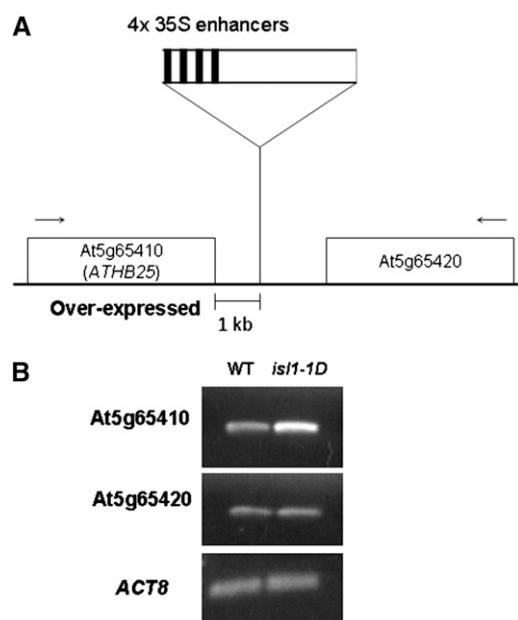 A
4x 35S enhancers
At5g65410
(ATHB25)
At5g65420
Over-expressed
1 kb
B
WT isl1-1D
At5g65410
At5g65420
ACT8